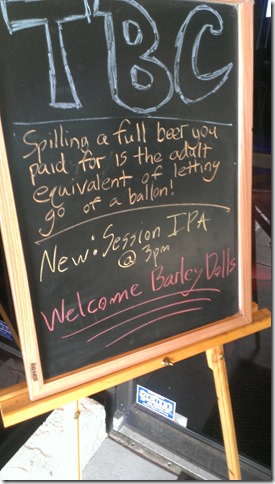 TBC
Spilling a full beer you
paid for is the adult
equivalent of letting
go of a ballon!
New: Session IPA
@ 3pm
Welcome Barley Dolls